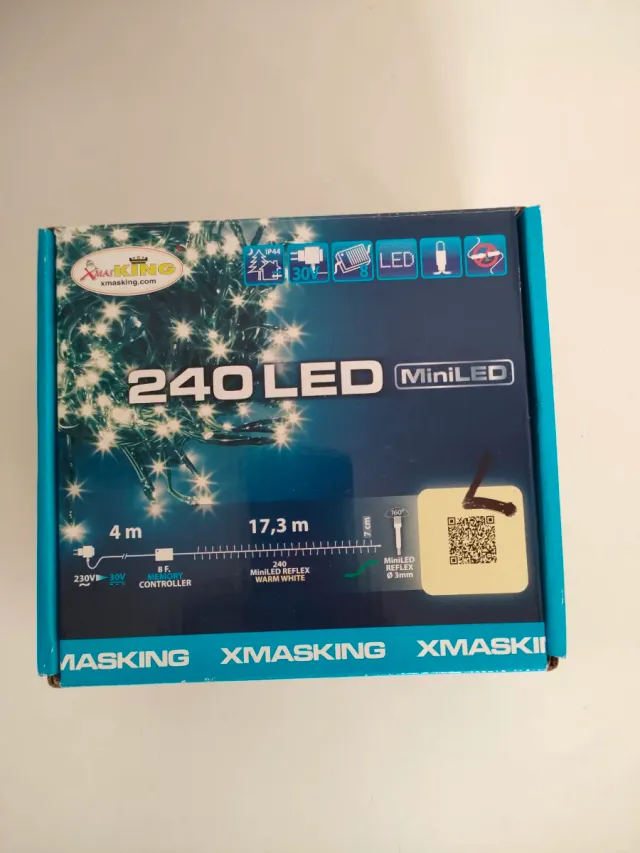 XMASKING
xmasking.com
IP44
30V
8
LED
240 LED MiniLED
4 m
17,3 m
7 cm
160°
230V 30V
8 F.
MEMORY
CONTROLLER
240
MiniLED REFLEX
WARM WHITE
MiniLED
REFLEX
Ø 3mm
MASKING XMASKING XMASKI